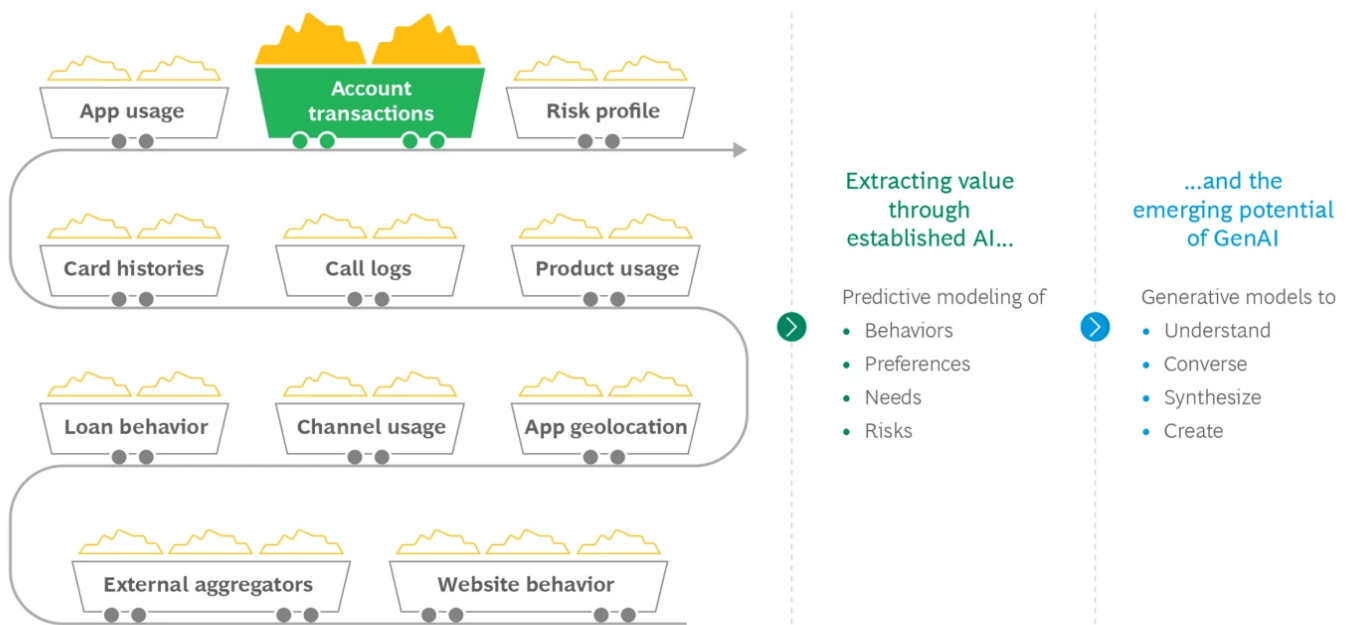 App usage
Account
transactions
Risk profile
Card histories
Call logs
Product usage
Loan behavior
Channel usage
App geolocation
External aggregators
Website behavior
Extracting value
through
established AI...
Predictive modeling of
• Behaviors
• Preferences
• Needs
• Risks
...and the
emerging potential
of GenAI
Generative models to
• Understand
• Converse
• Synthesize
• Create